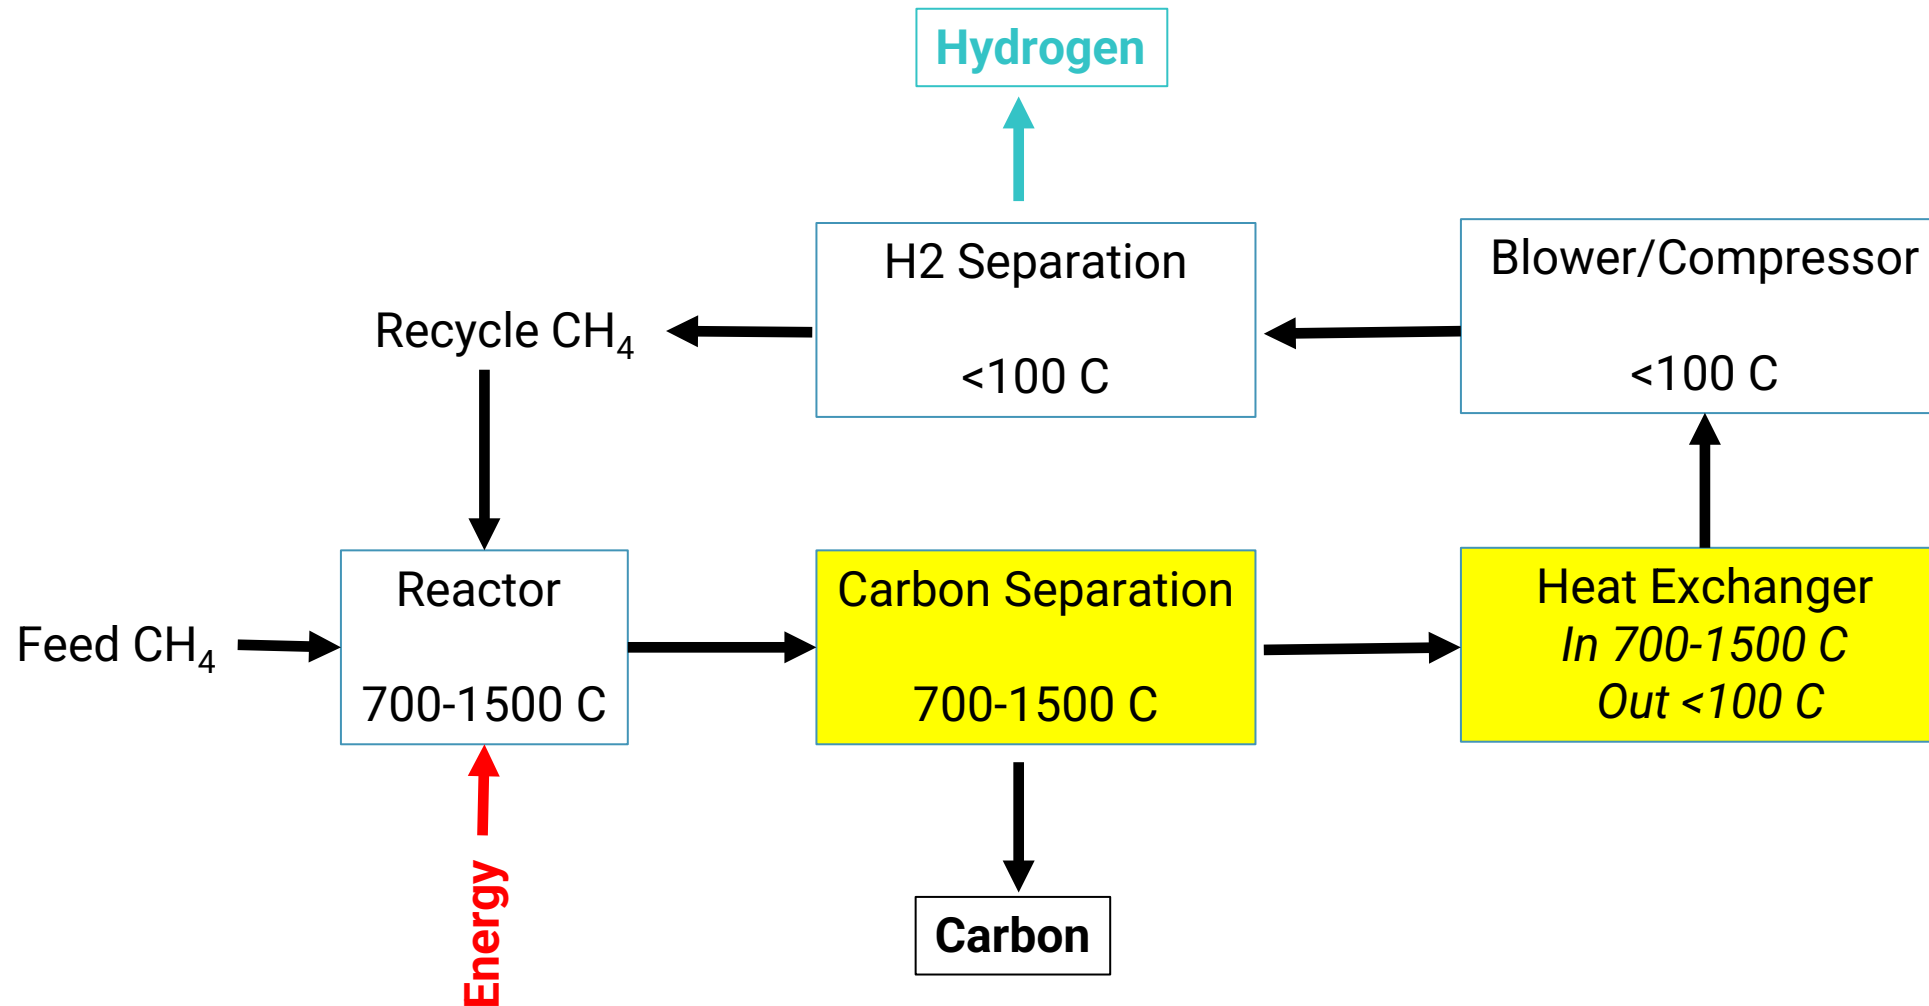 Hydrogen
H2 Separation
<100 C
Blower/Compressor
<100 C
Recycle CH₄
Feed CH₄
Reactor
700-1500 C
Carbon Separation
700-1500 C
Heat Exchanger
In 700-1500 C
Out <100 C
Energy
Carbon